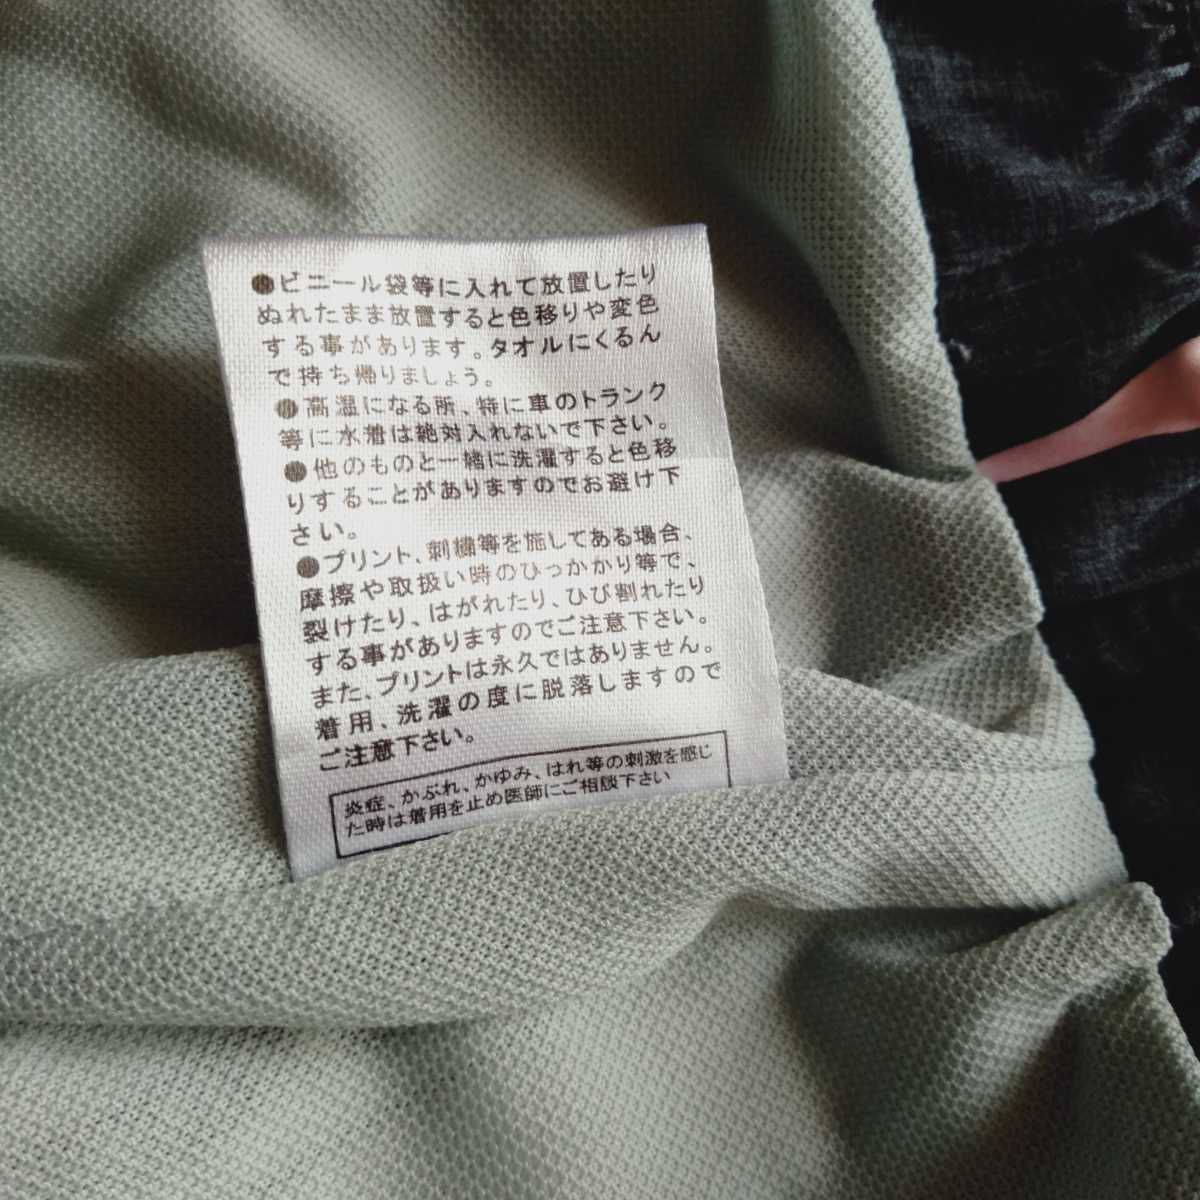 ●ビニール袋等に入れて放置したり
ぬれたまま放置すると色移りや変色
する事があります。タオルにくるん
で持ち帰りましょう。
●高温になる所、特に車のトランク
等に水着は絶対入れないで下さい。
●他のものと一緒に洗濯すると色移
りすることがありますのでお避け下
さい。
●プリント、刺繍等を施してある場合、
摩擦や取扱い時のひっかかり等で、
裂けたり、はがれたり、ひび割れたり
する事がありますのでご注意下さい。
また、プリントは永久ではありません。
着用、洗濯の度に脱落しますので
ご注意下さい。
炎症、かぶれ、かゆみ、はれ等の刺激を感じ
た時は着用を止め医師にご相談下さい